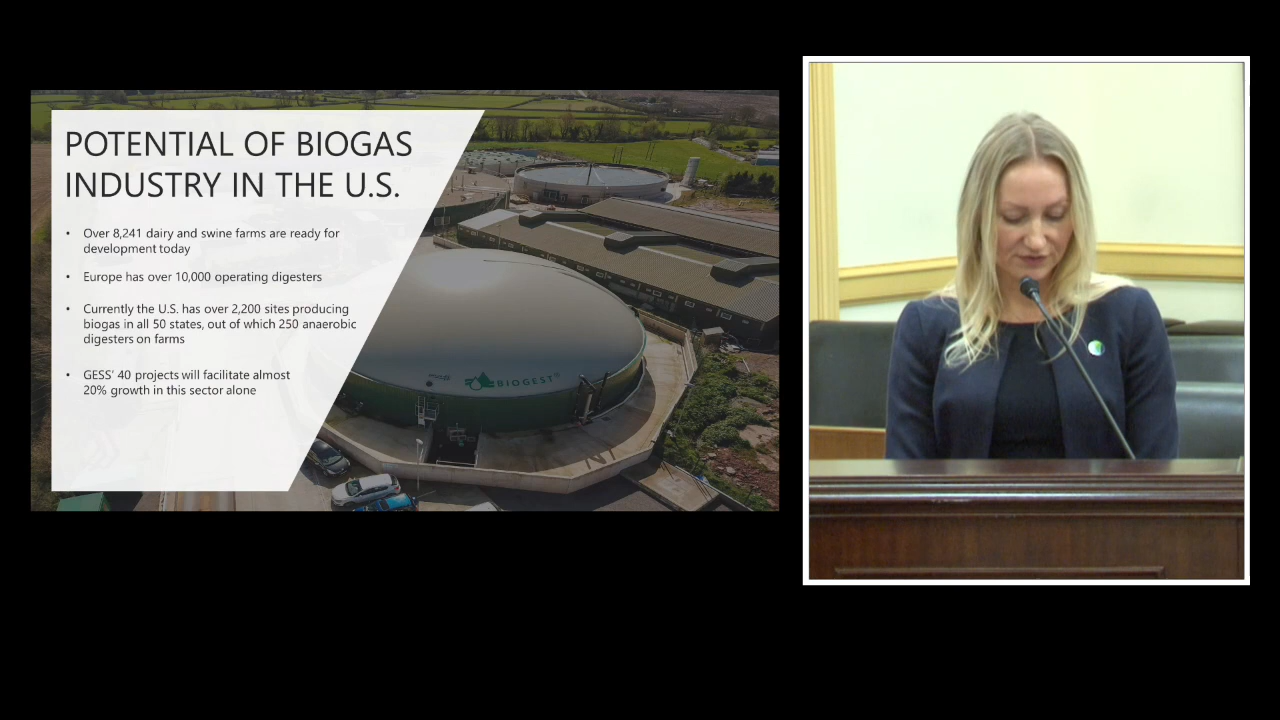 POTENTIAL OF BIOGAS
INDUSTRY IN THE U.S.
• Over 8,241 dairy and swine farms are ready for
development today
• Europe has over 10,000 operating digesters
• Currently the U.S. has over 2,200 sites producing
biogas in all 50 states, out of which 250 anaerobic
digesters on farms
• GESS' 40 projects will facilitate almost
20% growth in this sector alone
BIOGEST®